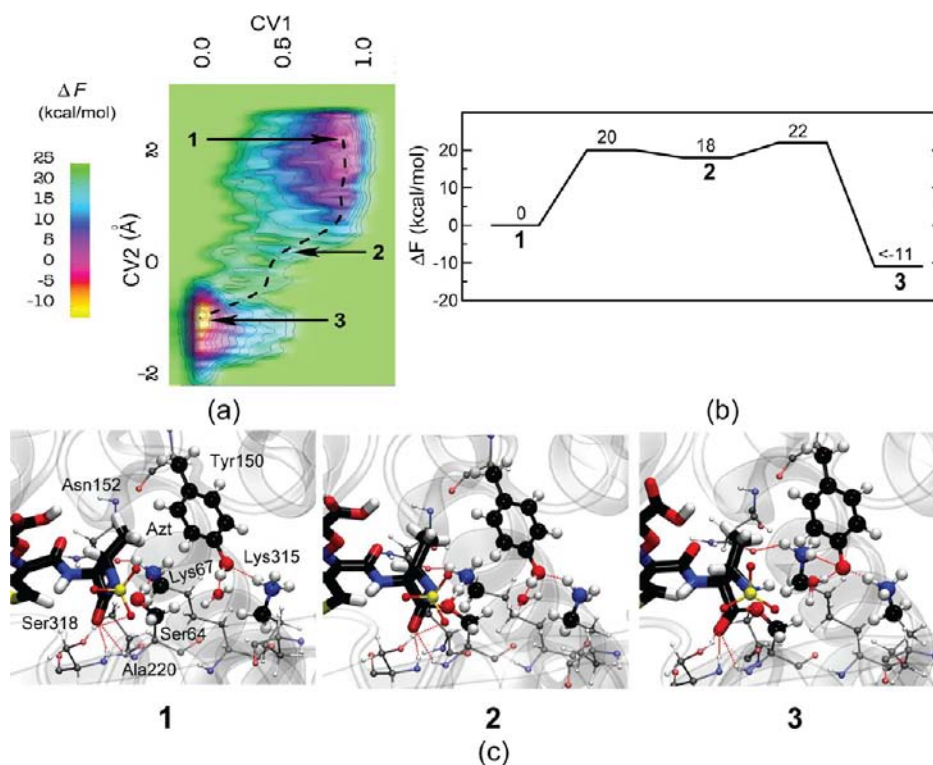 CV1
0.0 0.5 1.0
Δ F
(kcal/mol)
25
20
15
10
5
0
-5
-10
CV2 (Å)
2
0
-2
1
2
3
(a)
ΔF (kcal/mol)
20
10
0
-10
-20
0
1
20
18
2
22
<-11
3
(b)
Tyr150
Asn152
Azt
Lys315
Lys67
Ser318
Ser64
Ala220
1 2 3
(c)